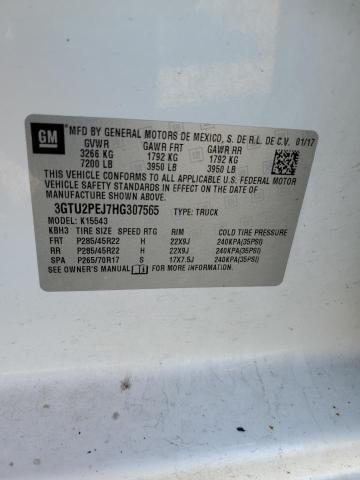 GM
MFD BY GENERAL MOTORS DE MEXICO, S. DE R.L. DE C.V. 01/17
GVWR GAWR FRT GAWR RR
3266 KG 1792 KG 1792 KG
7200 LB 3950 LB 3950 LB
THIS VEHICLE CONFORMS TO ALL APPLICABLE U.S. FEDERAL MOTOR
VEHICLE SAFETY STANDARDS IN EFFECT ON THE DATE OF
MANUFACTURE SHOWN ABOVE.
3GTU2PEJ7HG307565 TYPE: TRUCK
MODEL: K15543
KBH3 TIRE SIZE SPEED RTG RIM COLD TIRE PRESSURE
FRT P285/45R22 H 22X9J 240KPA(35PSI)
RR P285/45R22 H 22X9J 240KPA(35PSI)
SPA P265/70R17 S 17X7.5J 240KPA(35PSI)
SEE OWNER'S MANUAL FOR MORE INFORMATION.